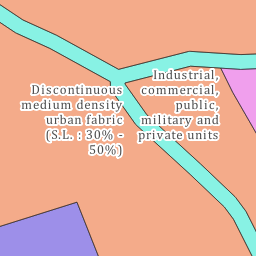 Discontinuous
medium density
urban fabric
(S.L. : 30% -
50%)
Industrial,
commercial,
public,
military and
private units